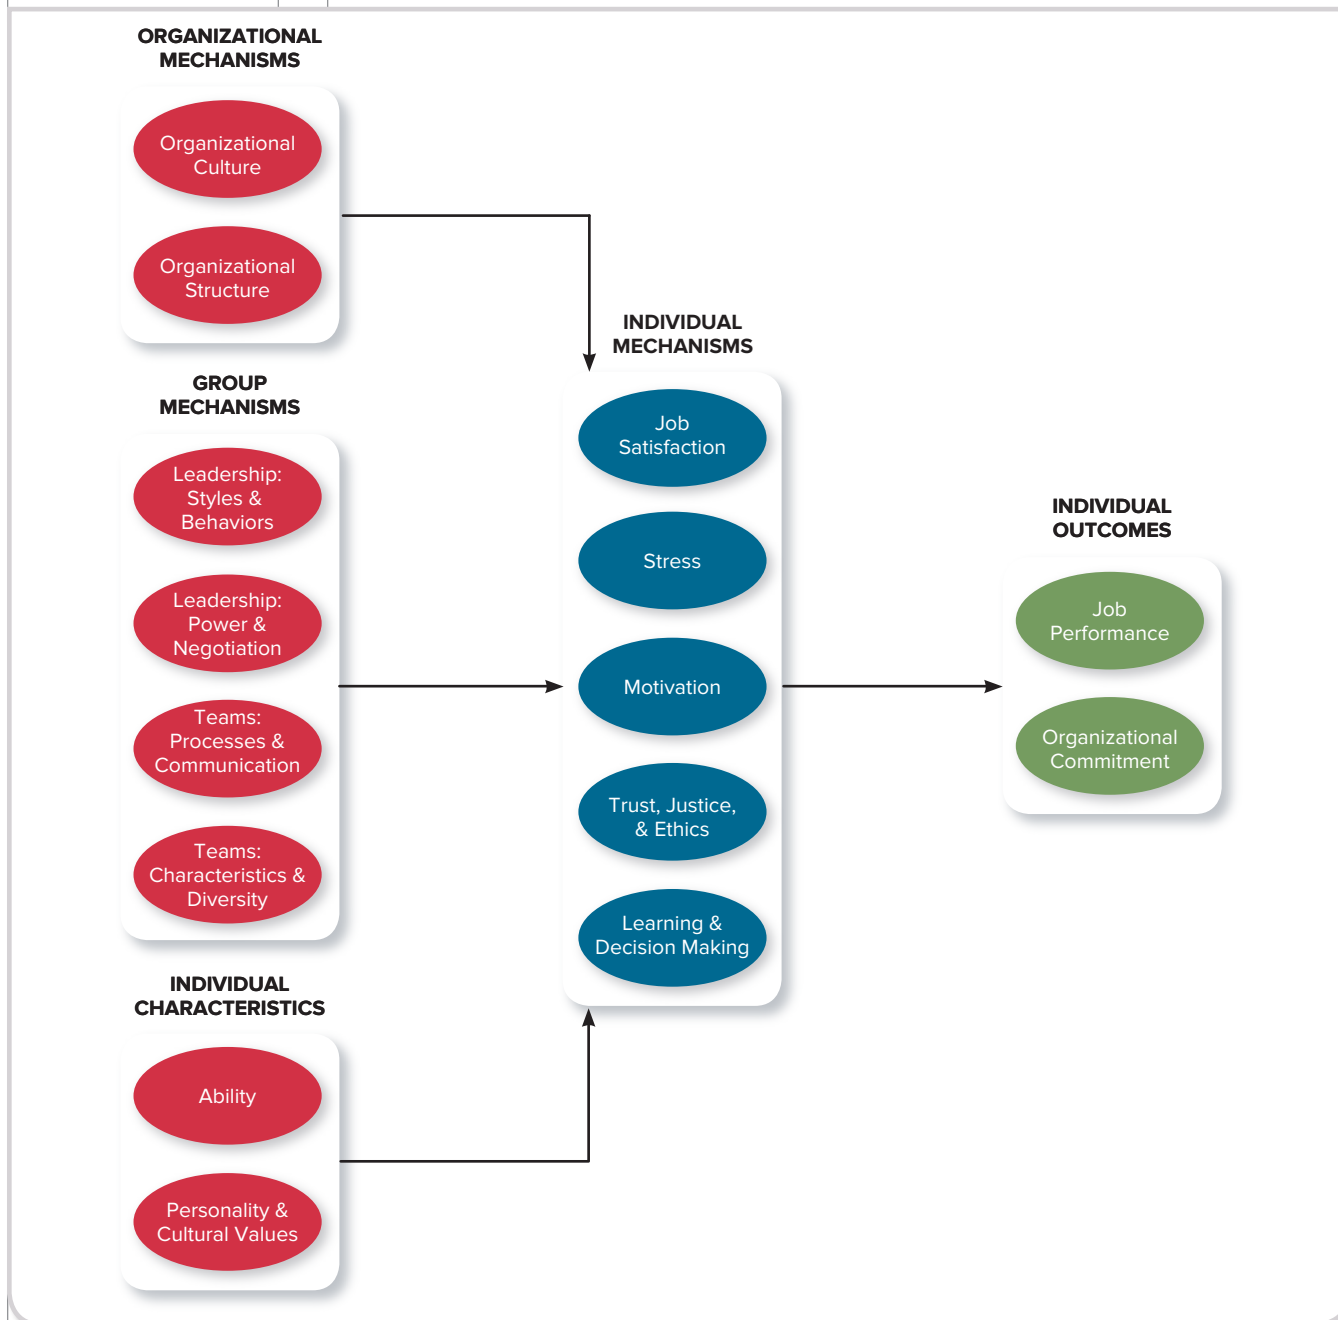 ORGANIZATIONAL
MECHANISMS
Organizational
Culture
Organizational
Structure
GROUP
MECHANISMS
Leadership:
Styles &
Behaviors
Leadership:
Power &
Negotiation
Teams:
Processes &
Communication
Teams:
Characteristics &
Diversity
INDIVIDUAL
CHARACTERISTICS
Ability
Personality &
Cultural Values
INDIVIDUAL
MECHANISMS
Job
Satisfaction
Stress
Motivation
Trust, Justice,
& Ethics
Learning &
Decision Making
INDIVIDUAL
OUTCOMES
Job
Performance
Organizational
Commitment